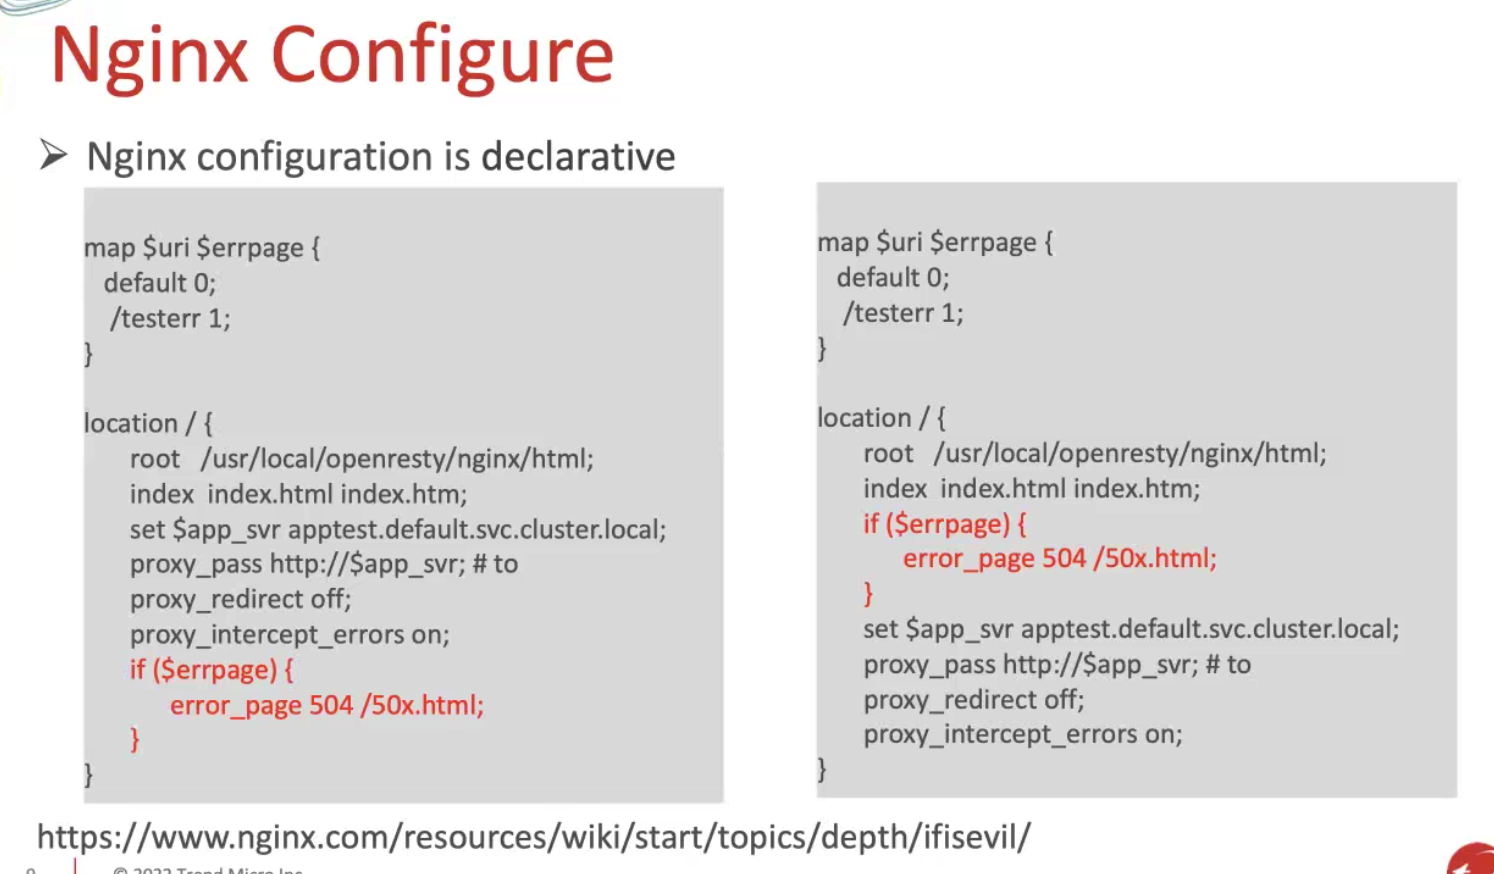 Nginx Configure
➢ Nginx configuration is declarative
map $uri $errpage {
default 0;
/testerr 1;
}
location / {
root /usr/local/openresty/nginx/html;
index index.html index.htm;
set $app_svr apptest.default.svc.cluster.local;
proxy_pass http://$app_svr; # to
proxy_redirect off;
proxy_intercept_errors on;
if ($errpage) {
error_page 504 /50x.html;
}
}
map $uri $errpage {
default 0;
/testerr 1;
}
location / {
root /usr/local/openresty/nginx/html;
index index.html index.htm;
if ($errpage) {
error_page 504 /50x.html;
}
set $app_svr apptest.default.svc.cluster.local;
proxy_pass http://$app_svr; # to
proxy_redirect off;
proxy_intercept_errors on;
}
https://www.nginx.com/resources/wiki/start/topics/depth/ifisevil/
© 2022 Trend Micro Inc.